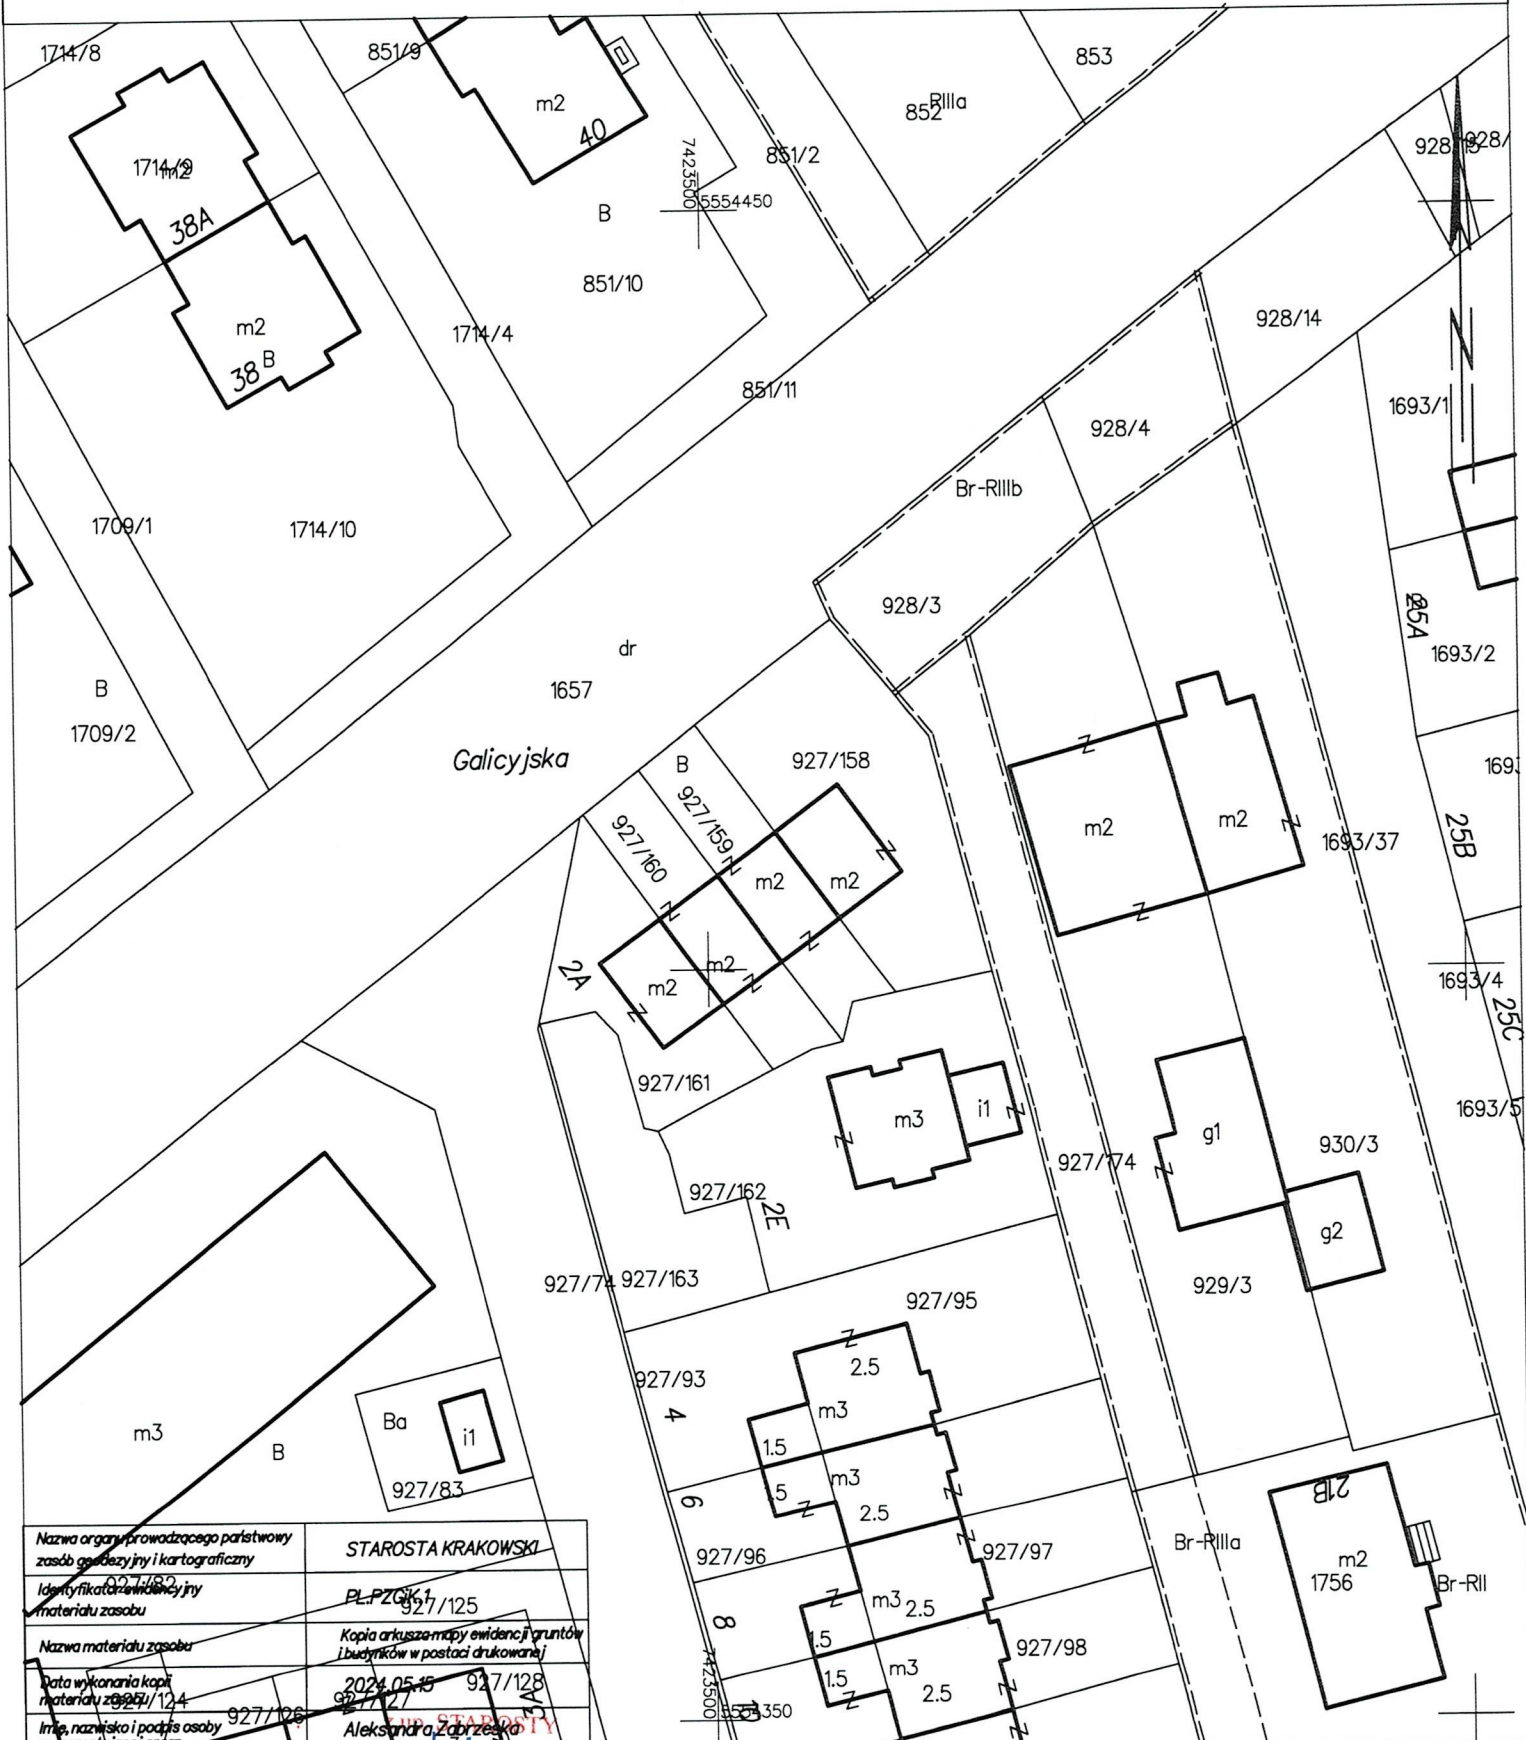 1714/8
851/9
853
m2
852
RIIIa
40
928/
1714/9
m2
7423500
851/2
5554450
38A
B
851/10
928/14
m2
1714/4
38
B
851/11
1693/1
928/4
Br-RIIIb
1709/1
1714/10
928/3
25A
dr
1693/2
B
1657
1709/2
Galicyjska
B
927/158
169
927/160
927/159
m2
m2
1693/37
25B
m2
m2
2A
m2
m2
1693/4
25C
927/161
m3
i1
g1
1693/5
927/174
930/3
927/162
2E
g2
927/74
927/163
929/3
927/95
927/93
2.5
4
m3
Ba
i1
m3
B
1.5
m3
927/83
6
.5
2.5
21B
927/96
927/97
Br-RIIIa
m2
1756
Br-RII
m3
2.5
8
.5
927/98
m3
1.5
2.5
7423500
5554350
10
Nazwa organu prowadzącego państwowy
zasób geodezyjny i kartograficzny
STAROSTA KRAKOWSKI
Identyfikator ewidencyjny
materiału zasobu
927/82
PL.PZGiK.1
927/125
Nazwa materiału zasobu
Kopia arkusza mapy ewidencji gruntów
i budynków w postaci drukowanej
Data wykonania kopii
materiału zasobu
2024.05.15
927/128
927/124
927/126
927/127
3A
Imię, nazwisko i podpis osoby
Aleksandra Zabrzeska
STAROSTY